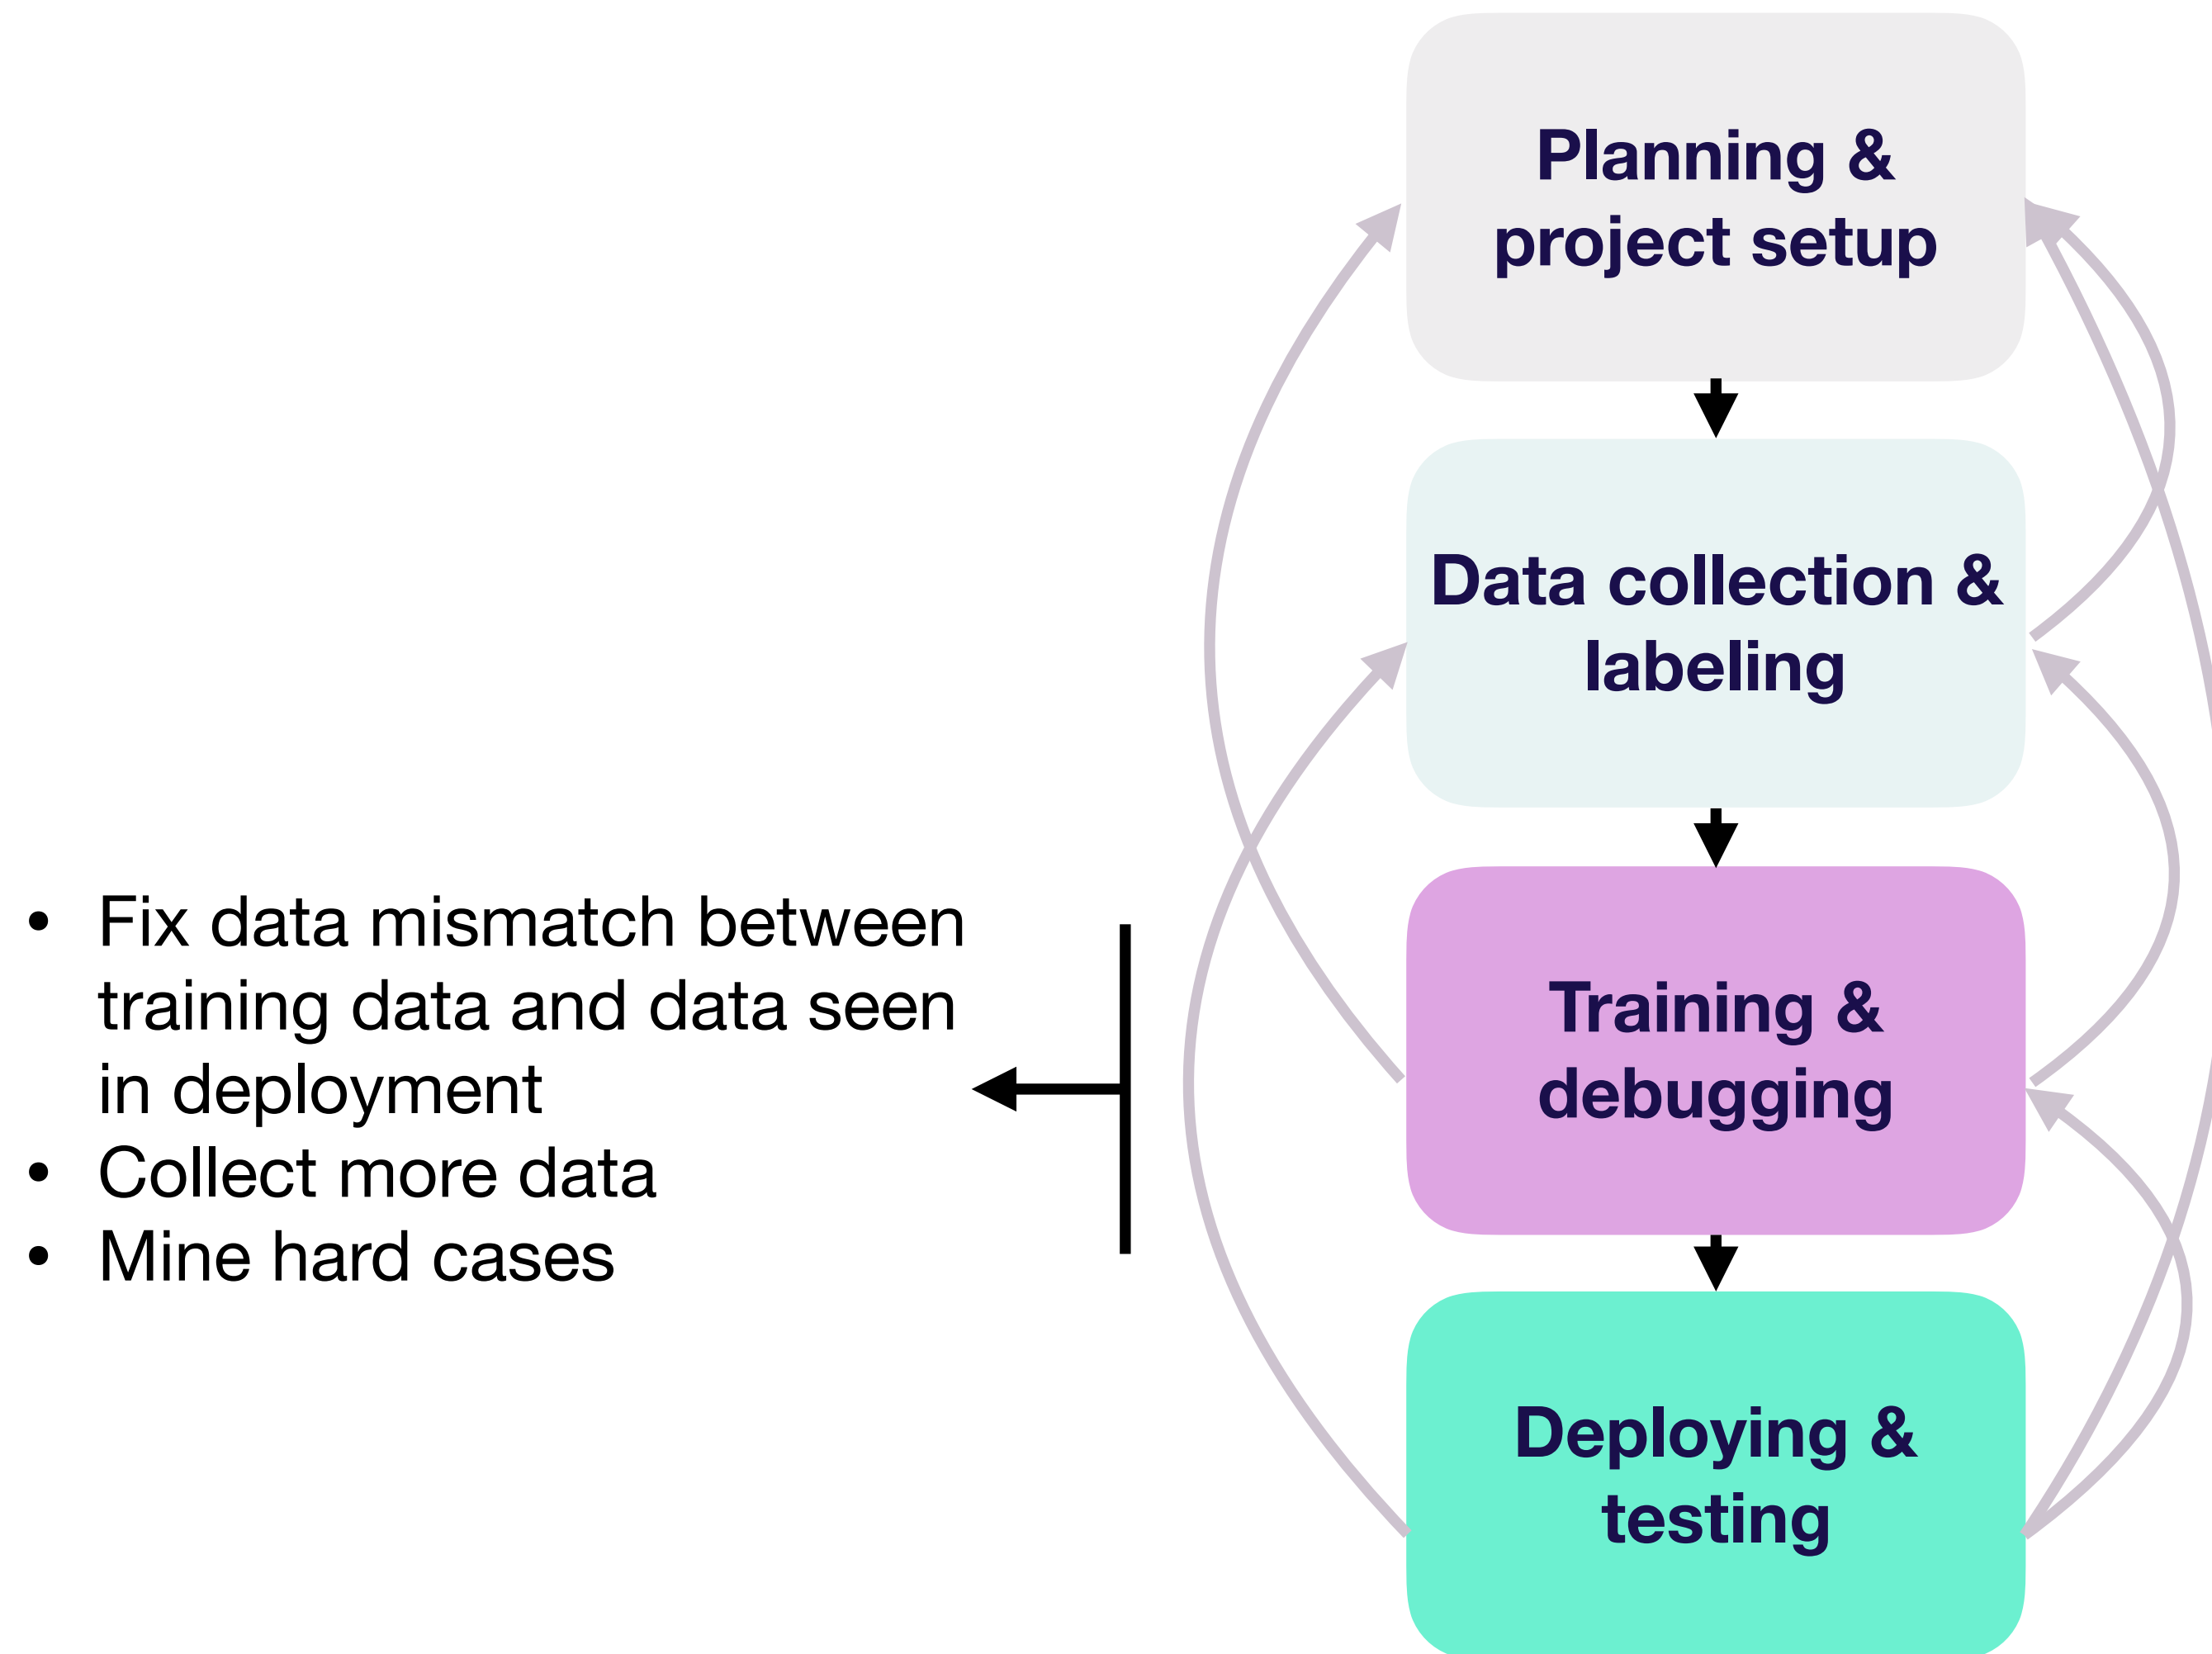 Planning &
project setup
Data collection &
labeling
• Fix data mismatch between
training data and data seen
in deployment
• Collect more data
• Mine hard cases
Training &
debugging
Deploying &
testing